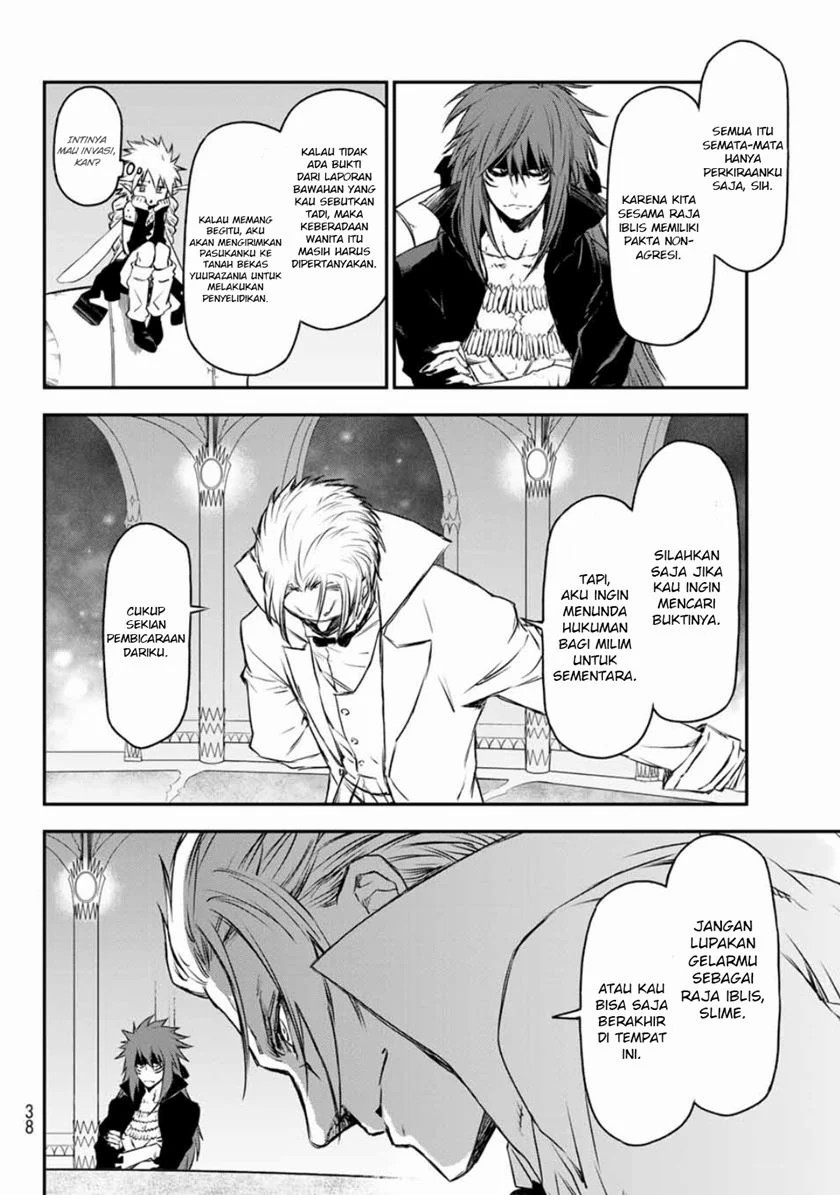 SEMUA ITU
SEMATA-MATA
HANYA
PERKIRAANKU
SAJA, SIH.
KARENA KITA
SESAMA RAJA
IBLIS MEMILIKI
PAKTA NON-
AGRESI.
KALAU TIDAK
ADA BUKTI
DARI LAPORAN
BAWAHAN YANG
KAU SEBUTKAN
TADI, MAKA
KEBERADAAN
WANITA ITU
MASIH HARUS
DIPERTANYAKAN.
KALAU MEMANG
BEGITU, AKU
AKAN MENGIRIMKAN
PASUKANKU KE
TANAH BEKAS
YUURAZANIA UNTUK
MELAKUKAN
PENYELIDIKAN.
INTINYA
MAU INVASI,
KAN?
SILAHKAN
SAJA JIKA
KAU INGIN
MENCARI
BUKTINYA.
TAPI,
AKU INGIN
MENUNDA
HUKUMAN
BAGI MILIM
UNTUK
SEMENTARA.
CUKUP
SEKIAN
PEMBICARAAN
DARIKU.
JANGAN
LUPAKAN
GELARMU
SEBAGAI
RAJA IBLIS,
SLIME.
ATAU KAU
BISA SAJA
BERAKHIR
DI TEMPAT
INI.
38